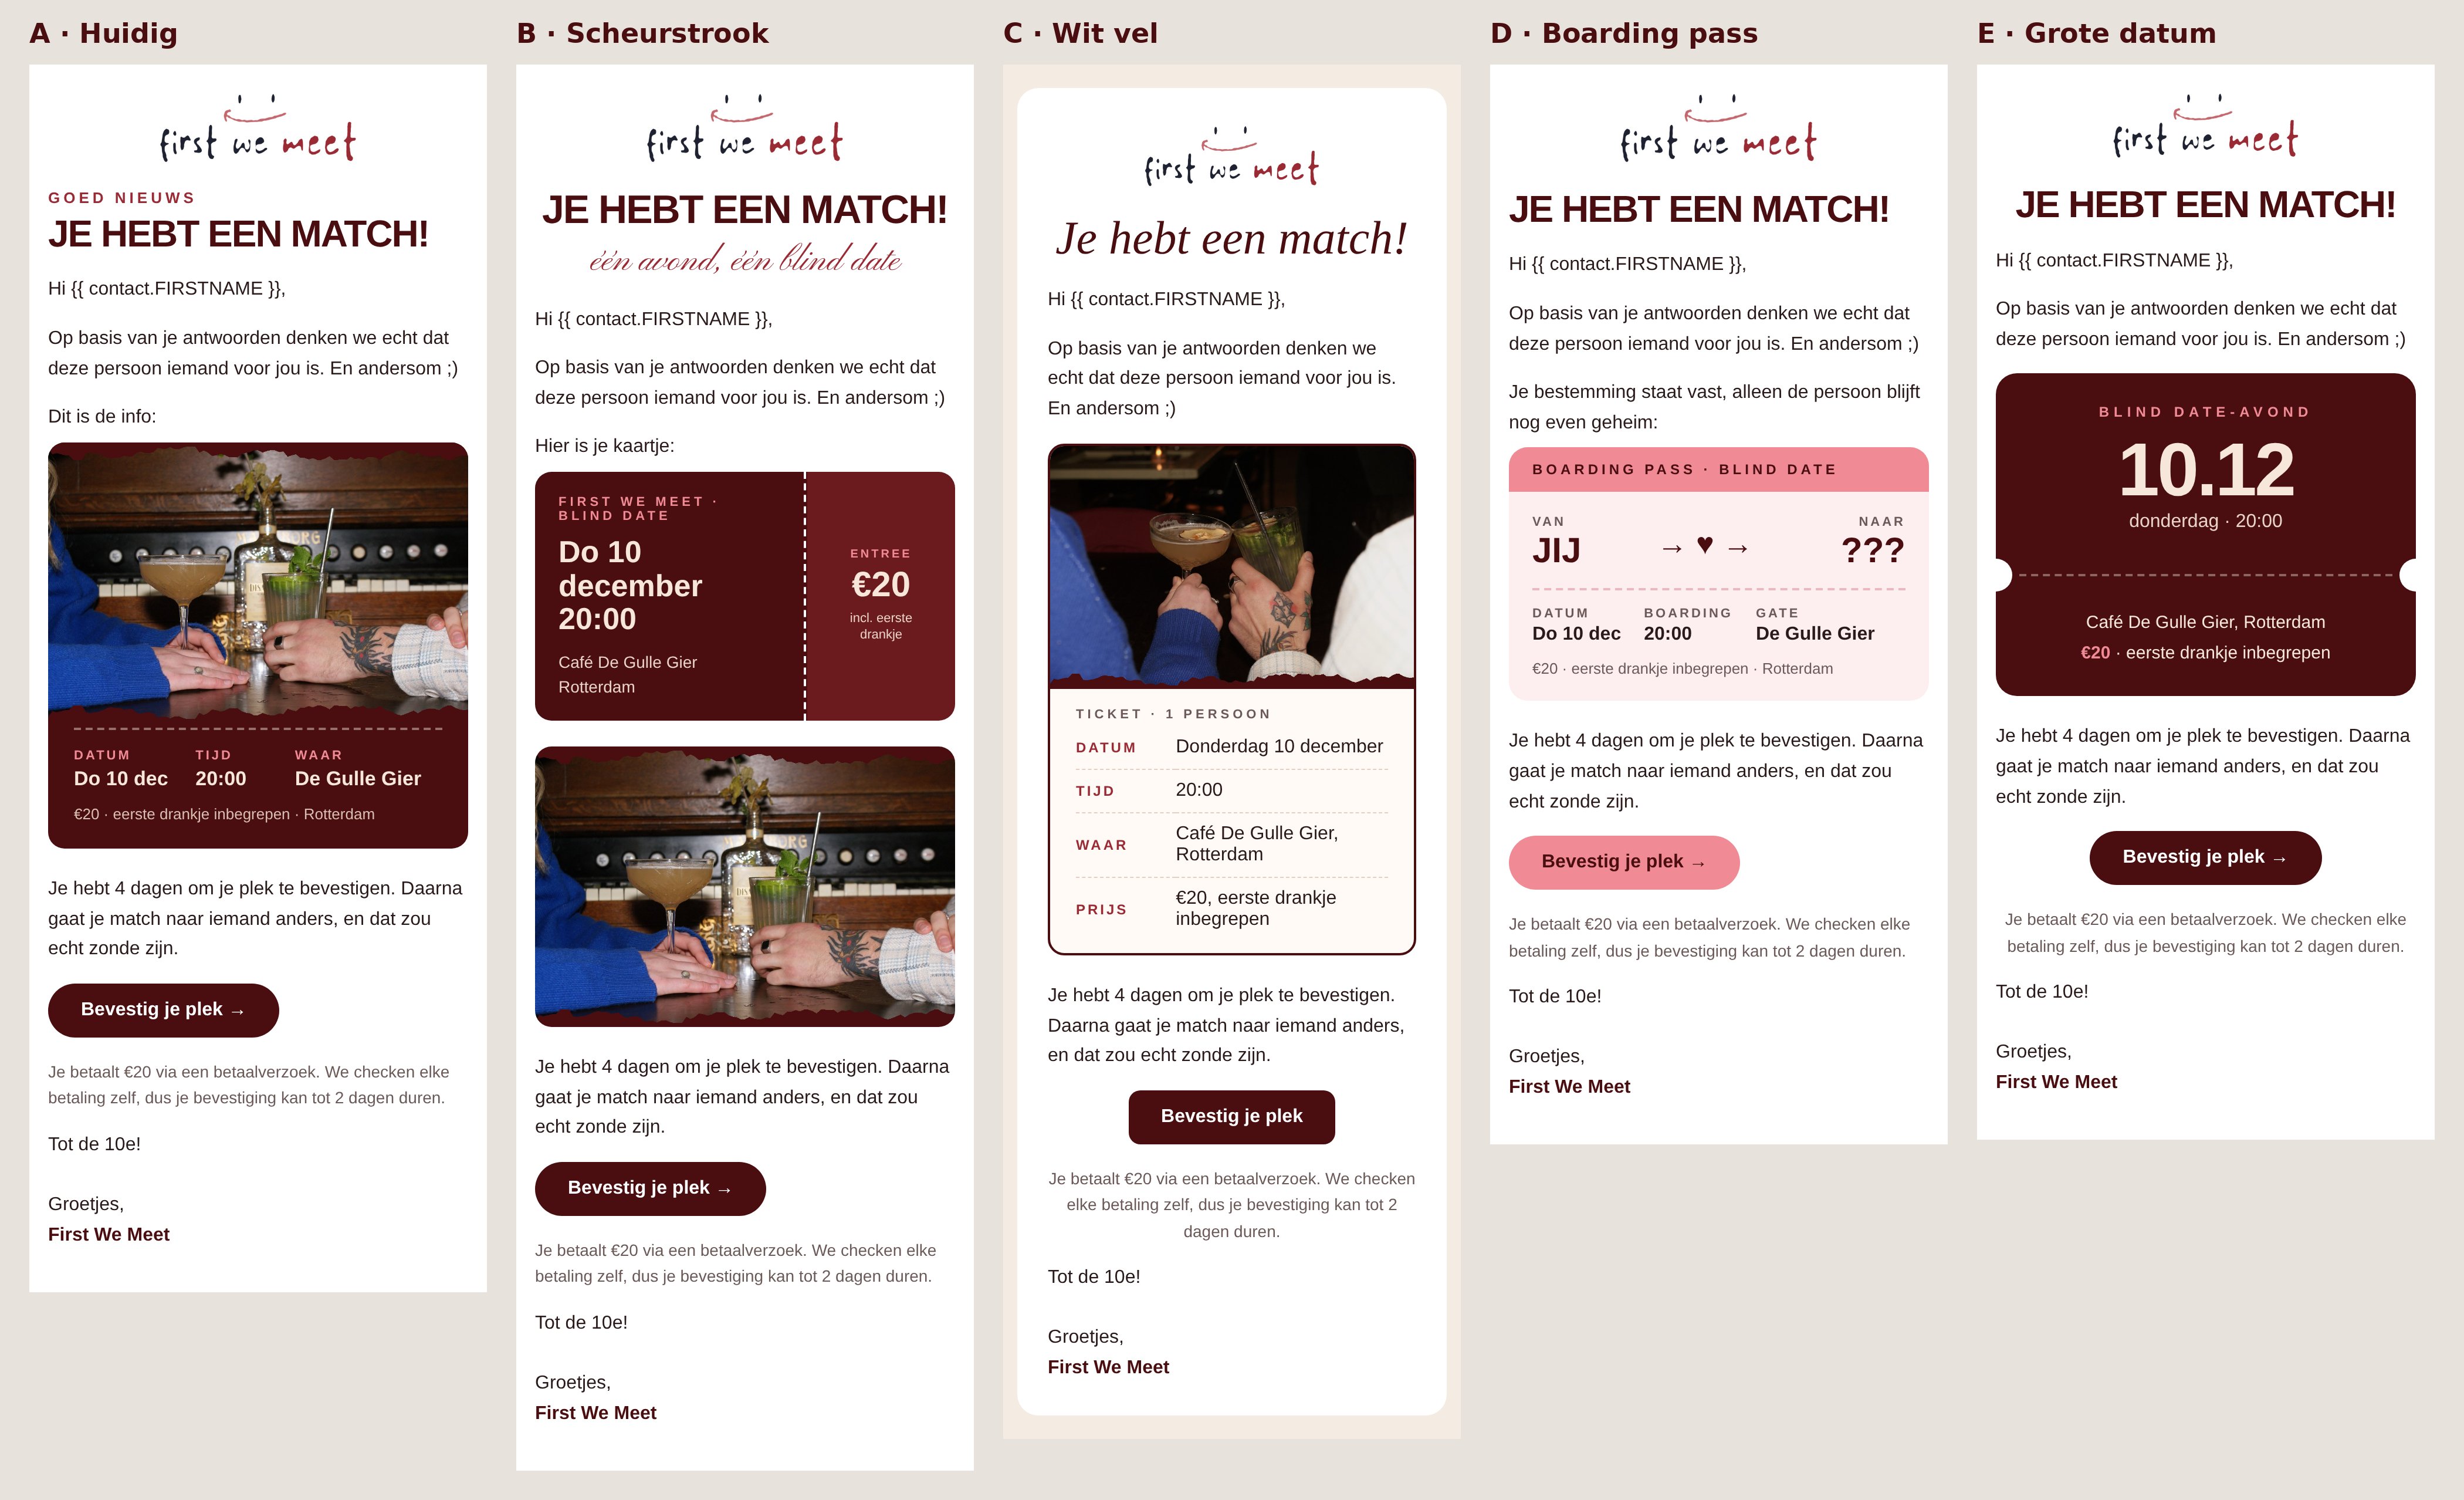 A · Huidig
first we meet
GOED NIEUWS
JE HEBT EEN MATCH!
Hi {{ contact.FIRSTNAME }},
Op basis van je antwoorden denken we echt dat
deze persoon iemand voor jou is. En andersom ;)
Dit is de info:
DATUM TIJD WAAR
Do 10 dec 20:00 De Gulle Gier
€20 · eerste drankje inbegrepen · Rotterdam
Je hebt 4 dagen om je plek te bevestigen. Daarna
gaat je match naar iemand anders, en dat zou
echt zonde zijn.
Bevestig je plek →
Je betaalt €20 via een betaalverzoek. We checken elke
betaling zelf, dus je bevestiging kan tot 2 dagen duren.
Tot de 10e!
Groetjes,
First We Meet
B · Scheurstrook
first we meet
JE HEBT EEN MATCH!
één avond, één blind date
Hi {{ contact.FIRSTNAME }},
Op basis van je antwoorden denken we echt dat
deze persoon iemand voor jou is. En andersom ;)
Hier is je kaartje:
FIRST WE MEET ·
BLIND DATE
Do 10
december
20:00
Café De Gulle Gier
Rotterdam
ENTREE
€20
incl. eerste
drankje
Je hebt 4 dagen om je plek te bevestigen. Daarna
gaat je match naar iemand anders, en dat zou
echt zonde zijn.
Bevestig je plek →
Je betaalt €20 via een betaalverzoek. We checken elke
betaling zelf, dus je bevestiging kan tot 2 dagen duren.
Tot de 10e!
Groetjes,
First We Meet
C · Wit vel
first we meet
Je hebt een match!
Hi {{ contact.FIRSTNAME }},
Op basis van je antwoorden denken we
echt dat deze persoon iemand voor jou is.
En andersom ;)
TICKET · 1 PERSOON
DATUM Donderdag 10 december
TIJD 20:00
WAAR Café De Gulle Gier,
Rotterdam
PRIJS €20, eerste drankje
inbegrepen
Je hebt 4 dagen om je plek te bevestigen.
Daarna gaat je match naar iemand anders,
en dat zou echt zonde zijn.
Bevestig je plek
Je betaalt €20 via een betaalverzoek. We checken
elke betaling zelf, dus je bevestiging kan tot 2
dagen duren.
Tot de 10e!
Groetjes,
First We Meet
D · Boarding pass
first we meet
JE HEBT EEN MATCH!
Hi {{ contact.FIRSTNAME }},
Op basis van je antwoorden denken we echt dat
deze persoon iemand voor jou is. En andersom ;)
Je bestemming staat vast, alleen de persoon blijft
nog even geheim:
BOARDING PASS · BLIND DATE
VAN NAAR
JIJ → ♥ → ???
DATUM BOARDING GATE
Do 10 dec 20:00 De Gulle Gier
€20 · eerste drankje inbegrepen · Rotterdam
Je hebt 4 dagen om je plek te bevestigen. Daarna
gaat je match naar iemand anders, en dat zou
echt zonde zijn.
Bevestig je plek →
Je betaalt €20 via een betaalverzoek. We checken elke
betaling zelf, dus je bevestiging kan tot 2 dagen duren.
Tot de 10e!
Groetjes,
First We Meet
E · Grote datum
first we meet
JE HEBT EEN MATCH!
Hi {{ contact.FIRSTNAME }},
Op basis van je antwoorden denken we echt dat
deze persoon iemand voor jou is. En andersom ;)
BLIND DATE-AVOND
10.12
donderdag · 20:00
Café De Gulle Gier, Rotterdam
€20 · eerste drankje inbegrepen
Je hebt 4 dagen om je plek te bevestigen. Daarna
gaat je match naar iemand anders, en dat zou
echt zonde zijn.
Bevestig je plek →
Je betaalt €20 via een betaalverzoek. We checken elke
betaling zelf, dus je bevestiging kan tot 2 dagen duren.
Tot de 10e!
Groetjes,
First We Meet